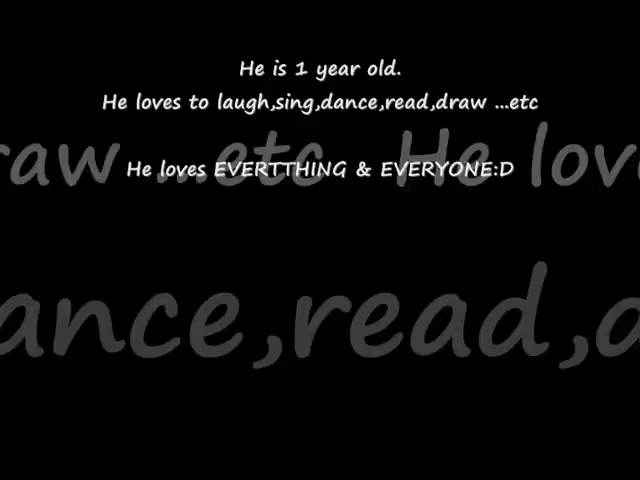 He is 1 year old.
He loves to laugh,sing,dance,read,draw ...etc
raw ...etc  He lov
He loves EVERTTHING & EVERYONE:D
ance,read,d